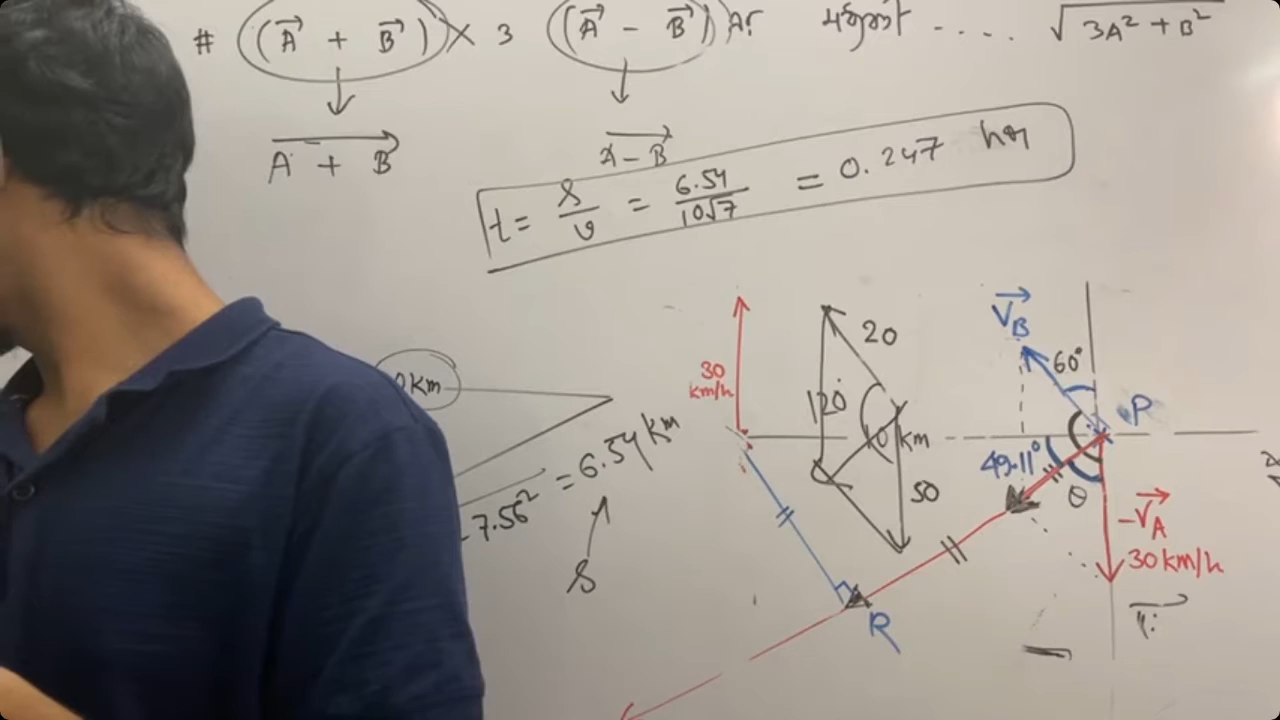 # ((A⃗ + B⃗)) × 3 ((A⃗ − B⃗)) এর .... √3A² + B²
A + B
A − B
t = s/v = 6.54/10√7 = 0.247 hr
V⃗B
20
60°
30
km/h
km
120°
10 km
P
49.11°
θ
6.54 km
7.56² =
50
−V⃗A
30 km/h
s
R